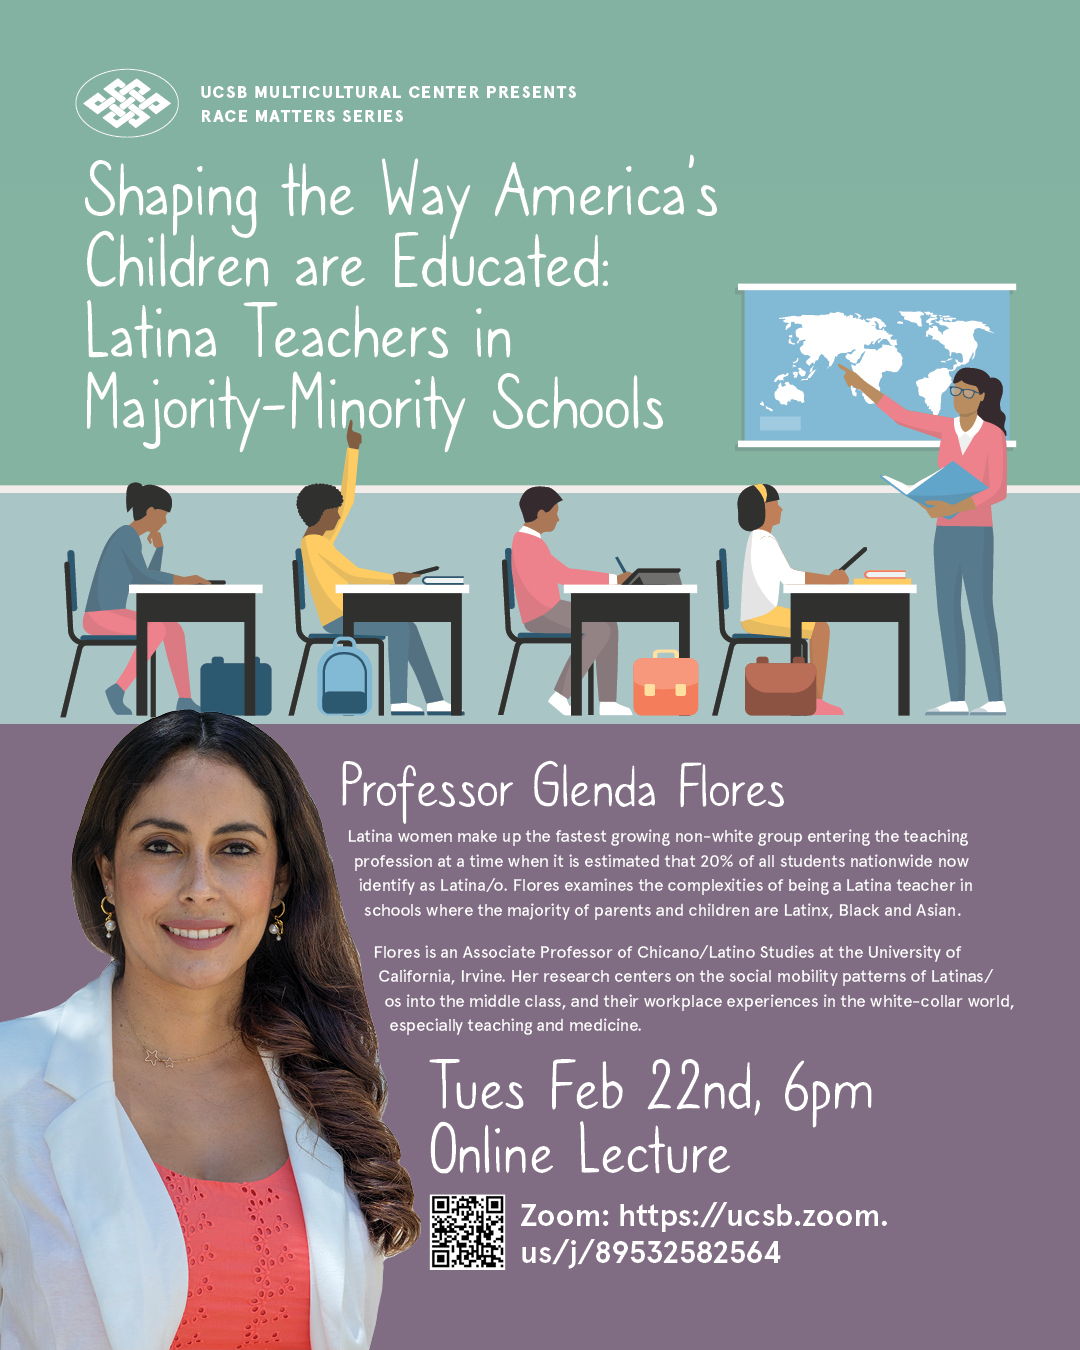 UCSB MULTICULTURAL CENTER PRESENTS
RACE MATTERS SERIES
Shaping the Way America's
Children are Educated:
Latina Teachers in
Majority-Minority Schools
Professor Glenda Flores
Latina women make up the fastest growing non-white group entering the teaching
profession at a time when it is estimated that 20% of all students nationwide now
identify as Latina/o. Flores examines the complexities of being a Latina teacher in
schools where the majority of parents and children are Latinx, Black and Asian.
Flores is an Associate Professor of Chicano/Latino Studies at the University of
California, Irvine. Her research centers on the social mobility patterns of Latinas/
os into the middle class, and their workplace experiences in the white-collar world,
especially teaching and medicine.
Tues Feb 22nd, 6pm
Online Lecture
Zoom: https://ucsb.zoom.
us/j/89532582564